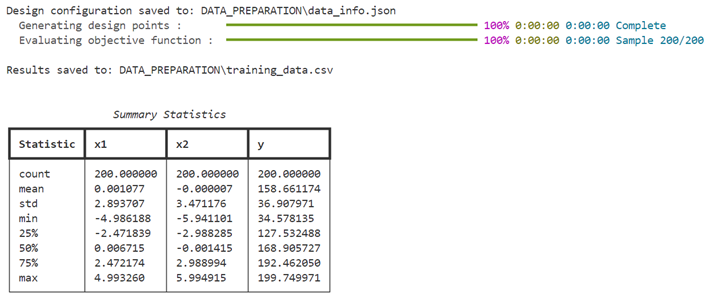 Design configuration saved to: DATA_PREPARATION\data_info.json
Generating design points : 100% 0:00:00 0:00:00 Complete
Evaluating objective function : 100% 0:00:00 0:00:00 Sample 200/200
Results saved to: DATA_PREPARATION\training_data.csv
Summary Statistics
Statistic x1 x2 y
count 200.000000 200.000000 200.000000
mean 0.001077 -0.000007 158.661174
std 2.893707 3.471176 36.907971
min -4.986188 -5.941101 34.578135
25% -2.471839 -2.988285 127.532488
50% 0.006715 -0.001415 168.905727
75% 2.472174 2.988994 192.462050
max 4.993260 5.994915 199.749971